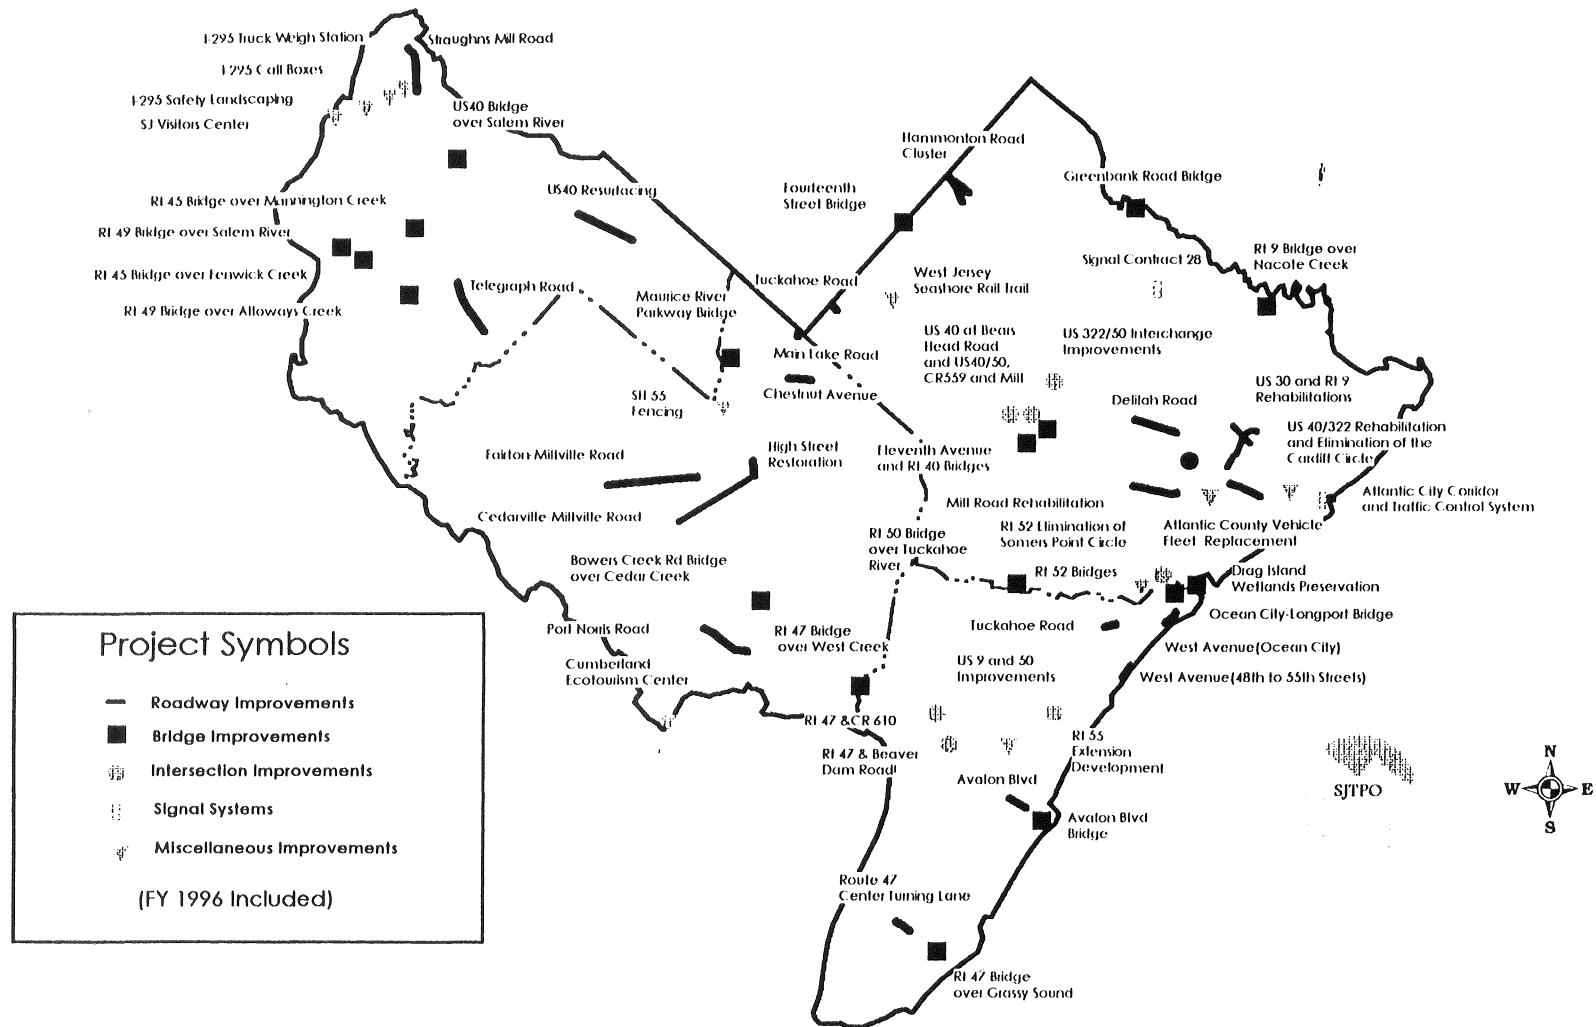 I-295 Truck Weigh Station
Straughns Mill Road
I-295 Call Boxes
I-295 Safety Landscaping
SJ Visitors Center
US40 Bridge
over Salem River
Hammonton Road
Cluster
Fourteenth
Street Bridge
Greenbank Road Bridge
US40 Resurfacing
Rt 45 Bridge over Mannington Creek
Rt 49 Bridge over Salem River
Rt 45 Bridge over Fenwick Creek
Rt 49 Bridge over Alloways Creek
Telegraph Road
Maurice River
Parkway Bridge
Tuckahoe Road
West Jersey
Seashore Rail Trail
Signal Contract 28
Rt 9 Bridge over
Nacote Creek
US 40 at Bears
Head Road
and US40/50,
CR559 and Mill
US 322/50 Interchange
Improvements
Main Lake Road
Chestnut Avenue
SH 55
Fencing
Delilah Road
US 30 and Rt 9
Rehabilitations
US 40/322 Rehabilitation
and Elimination of the
Cardiff Circle
Fairton-Millville Road
High Street
Restoration
Eleventh Avenue
and Rt 40 Bridges
Cedarville-Millville Road
Mill Road Rehabilitation
Atlantic City Corridor
and Traffic Control System
Rt 50 Bridge
over Tuckahoe
River
Rt 52 Elimination of
Somers Point Circle
Atlantic County Vehicle
Fleet Replacement
Bowers Creek Rd Bridge
over Cedar Creek
Rt 52 Bridges
Drag Island
Wetlands Preservation
Ocean City-Longport Bridge
Tuckahoe Road
West Avenue(Ocean City)
West Avenue(48th to 55th Streets)
Port Norris Road
Rt 47 Bridge
over West Creek
Cumberland
Ecotourism Center
US 9 and 50
Improvements
Rt 47 & CR 610
Rt 47 & Beaver
Dam Road
Rt 55
Extension
Development
Avalon Blvd
Avalon Blvd
Bridge
Route 47
Center Turning Lane
Rt 47 Bridge
over Grassy Sound
Project Symbols
Roadway Improvements
Bridge Improvements
Intersection Improvements
Signal Systems
Miscellaneous Improvements
(FY 1996 Included)
SJTPO
N
W
E
S